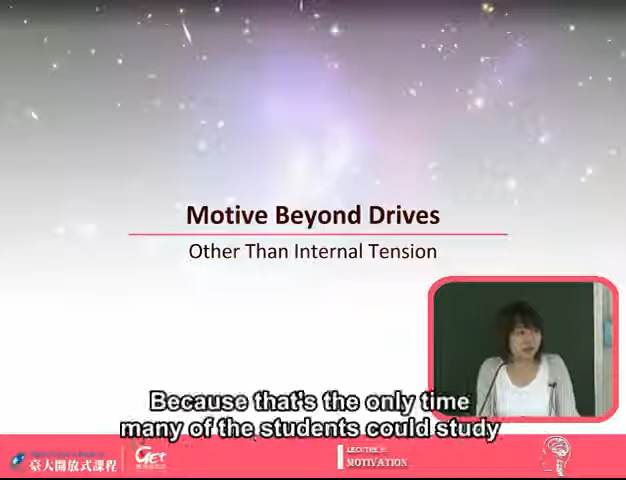 Motive Beyond Drives
Other Than Internal Tension
Because that's the only time
many of the students could study
臺大開放式課程
GET
MOTIVATION